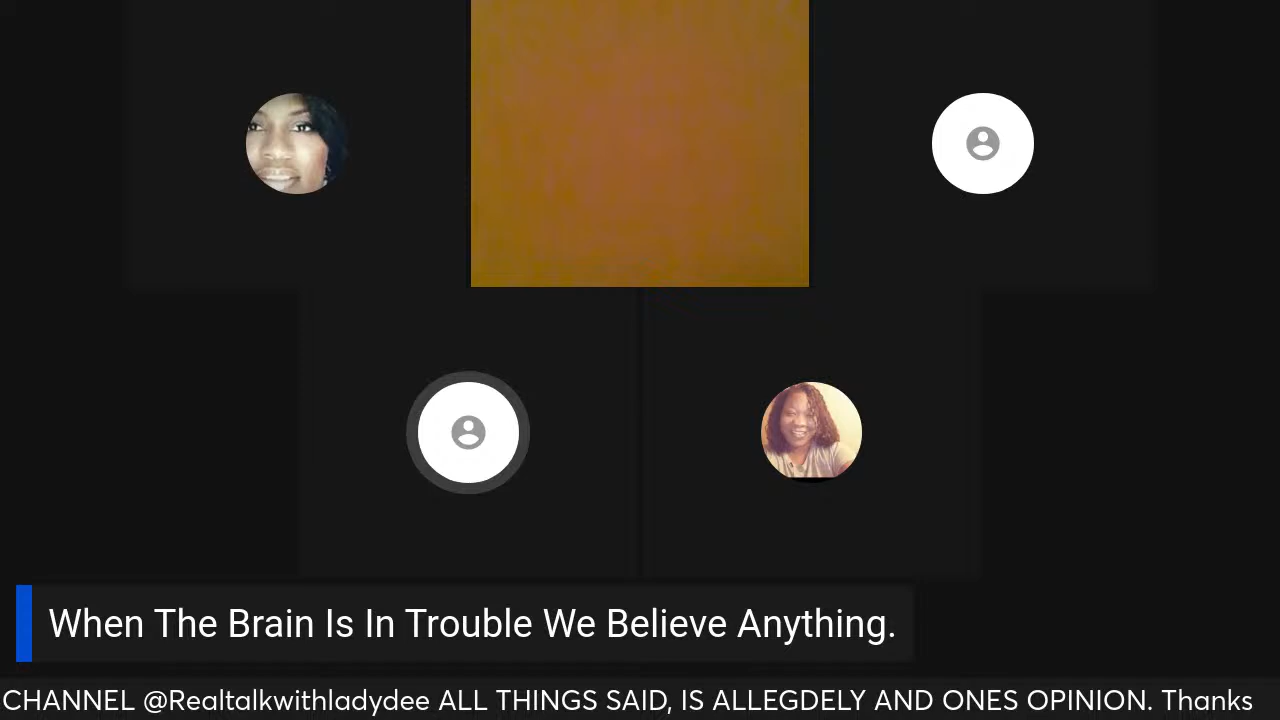 When The Brain Is In Trouble We Believe Anything.
CHANNEL @Realtalkwithladydee ALL THINGS SAID, IS ALLEGDELY AND ONES OPINION. Thanks